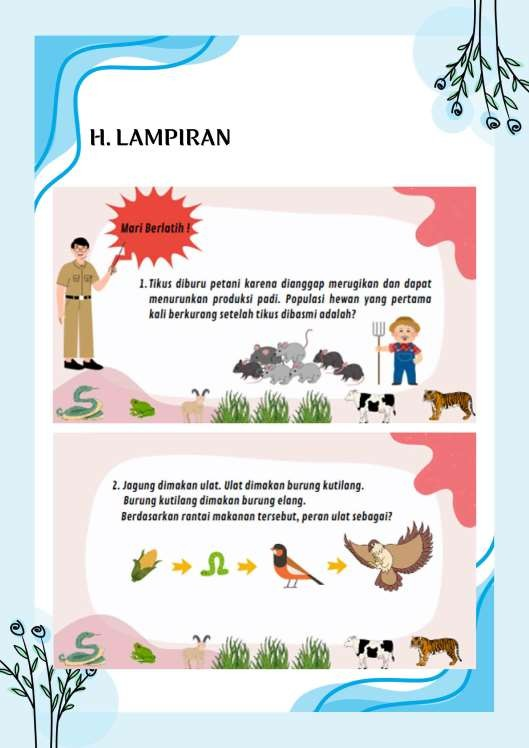 H. LAMPIRAN
Mari Berlatih !
1. Tikus diburu petani karena dianggap merugikan dan dapat
menurunkan produksi padi. Populasi hewan yang pertama
kali berkurang setelah tikus dibasmi adalah?
2. Jagung dimakan ulat. Ulat dimakan burung kutilang.
Burung kutilang dimakan burung elang.
Berdasarkan rantai makanan tersebut, peran ulat sebagai?